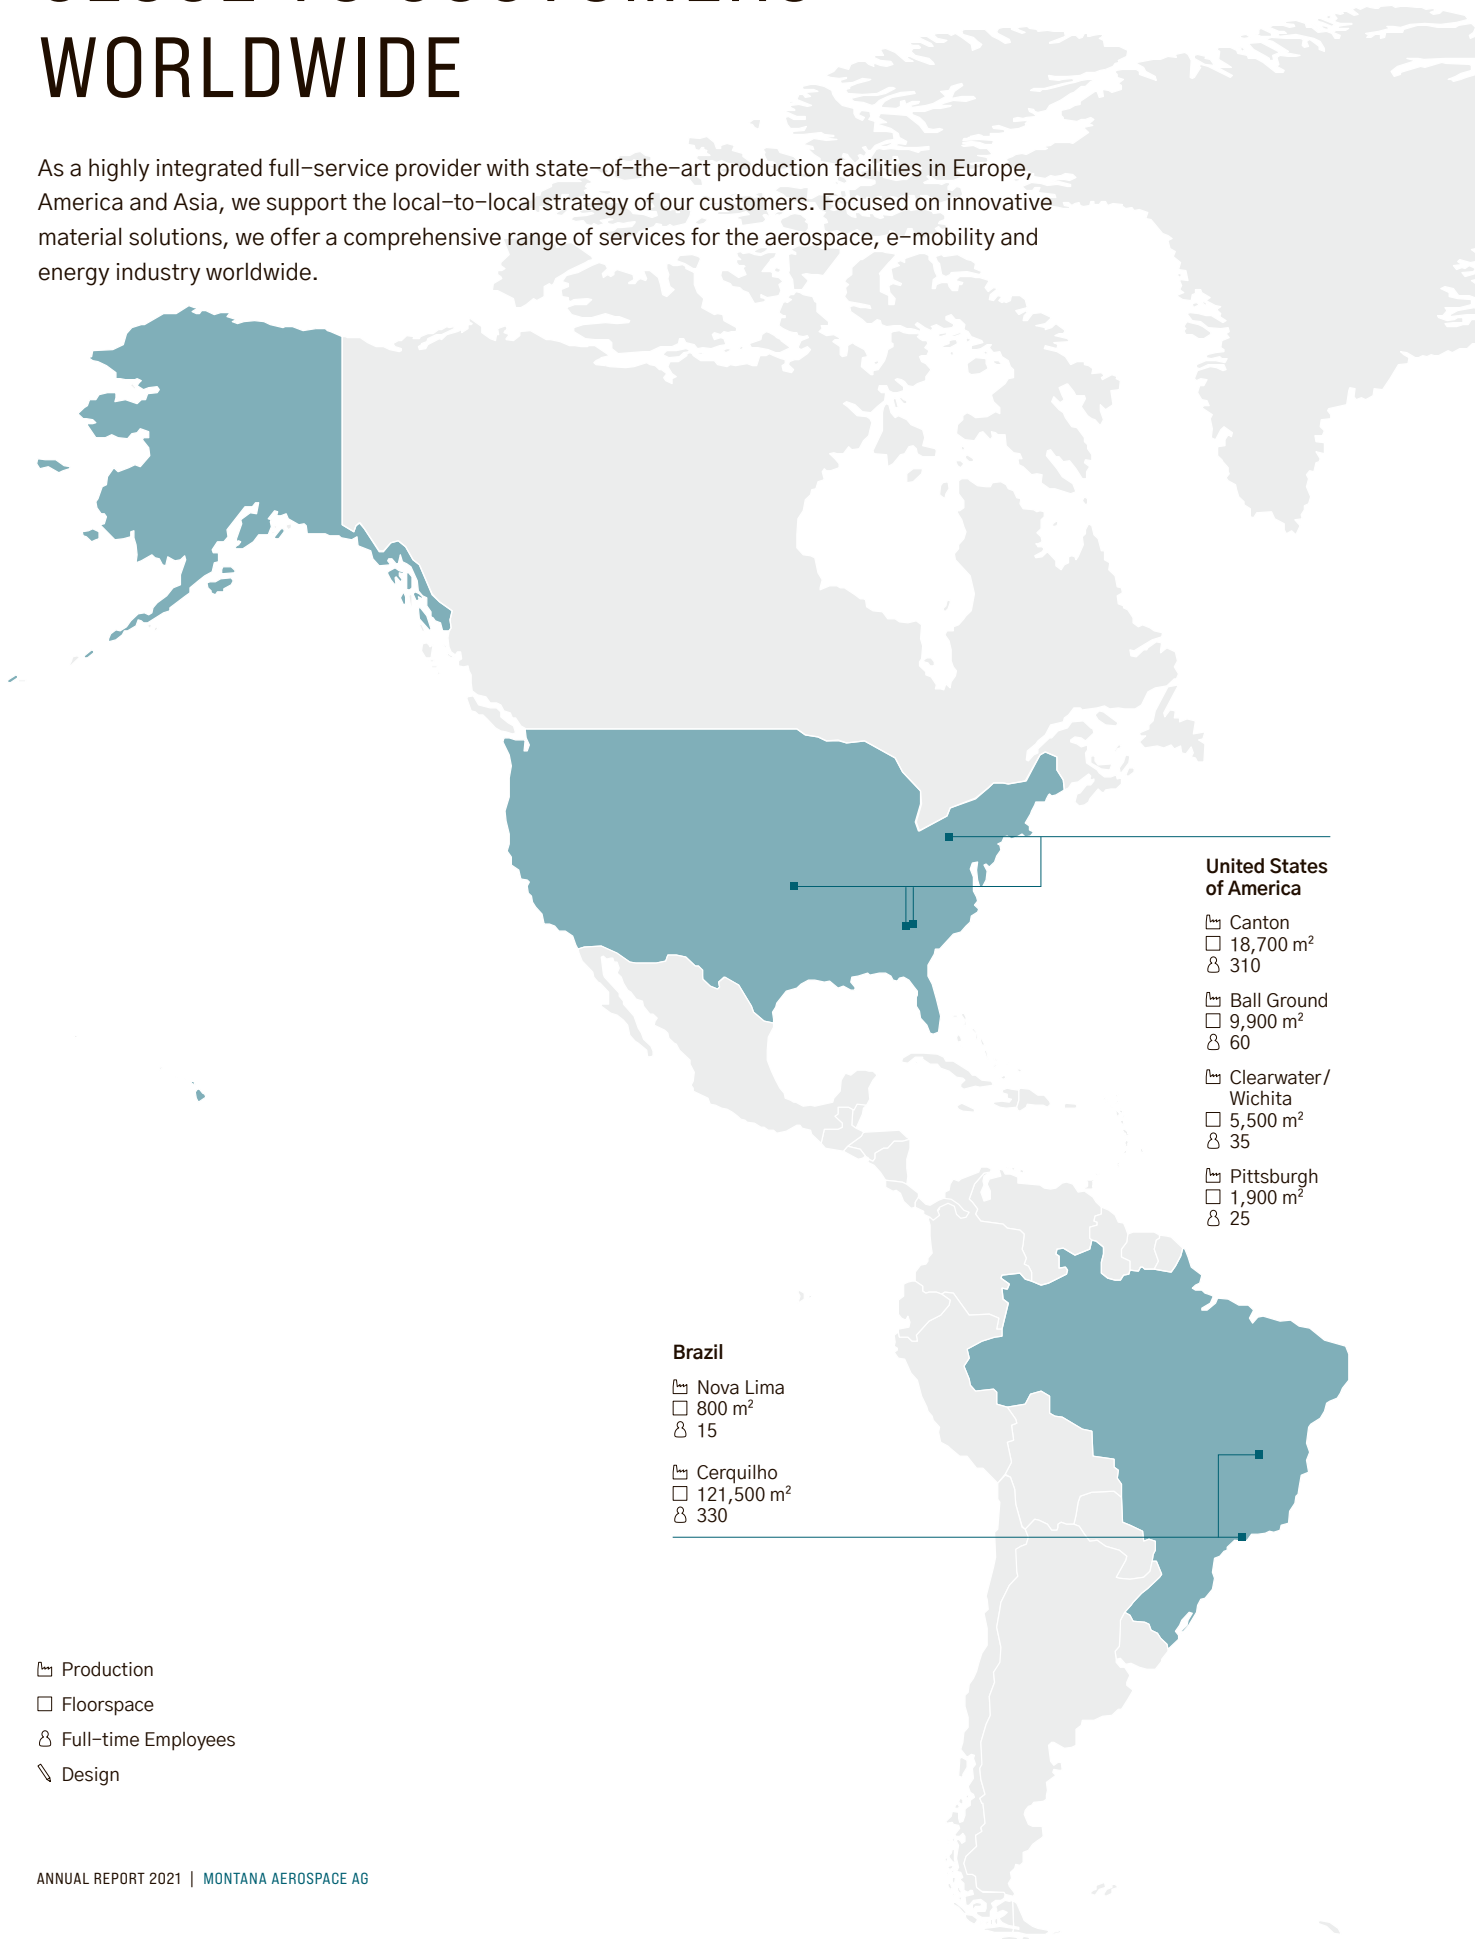 WORLDWIDE
As a highly integrated full-service provider with state-of-the-art production facilities in Europe,
America and Asia, we support the local-to-local strategy of our customers. Focused on innovative
material solutions, we offer a comprehensive range of services for the aerospace, e-mobility and
energy industry worldwide.
United States
of America
Canton
18,700 m²
310
Ball Ground
9,900 m²
60
Clearwater/
Wichita
5,500 m²
35
Pittsburgh
1,900 m²
25
Brazil
Nova Lima
800 m²
15
Cerquilho
121,500 m²
330
Production
Floorspace
Full-time Employees
Design
ANNUAL REPORT 2021 | MONTANA AEROSPACE AG